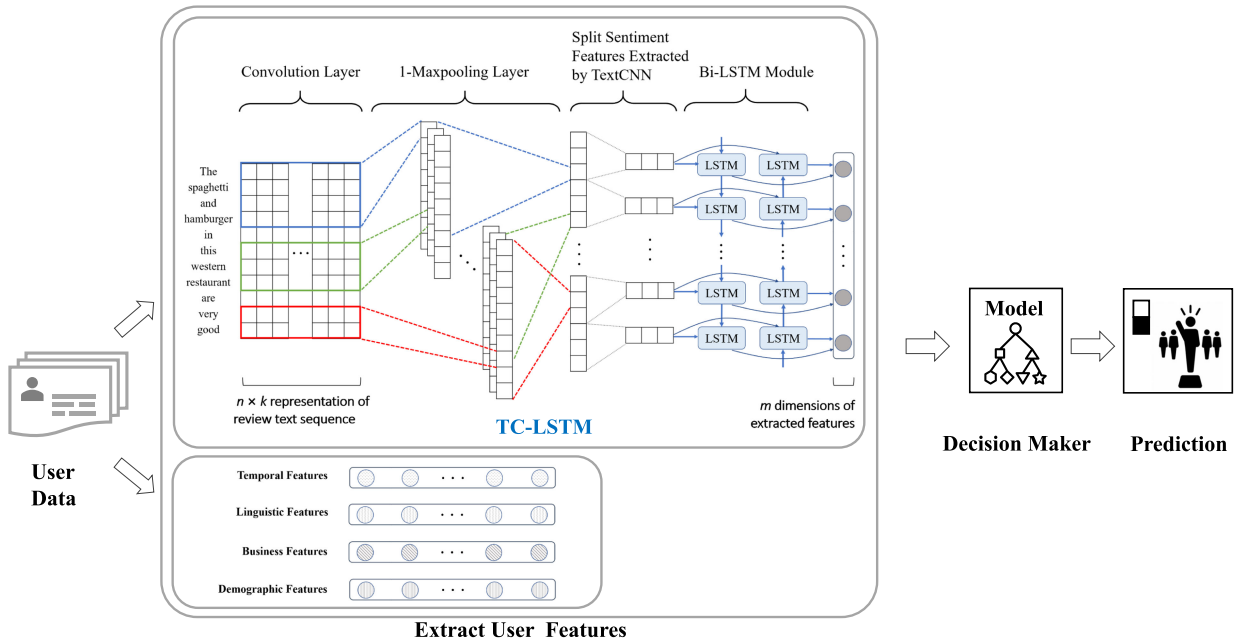 Split Sentiment
Features Extracted
by TextCNN
Convolution Layer
1-Maxpooling Layer
Bi-LSTM Module
The
spaghetti
and
hamburger
in
this
western
restaurant
are
very
good
LSTM
LSTM
LSTM
LSTM
LSTM
LSTM
LSTM
LSTM
n × k representation of
review text sequence
TC-LSTM
m dimensions of
extracted features
User
Data
Temporal Features
Linguistic Features
Business Features
Demographic Features
Extract User Features
Model
Decision Maker
Prediction